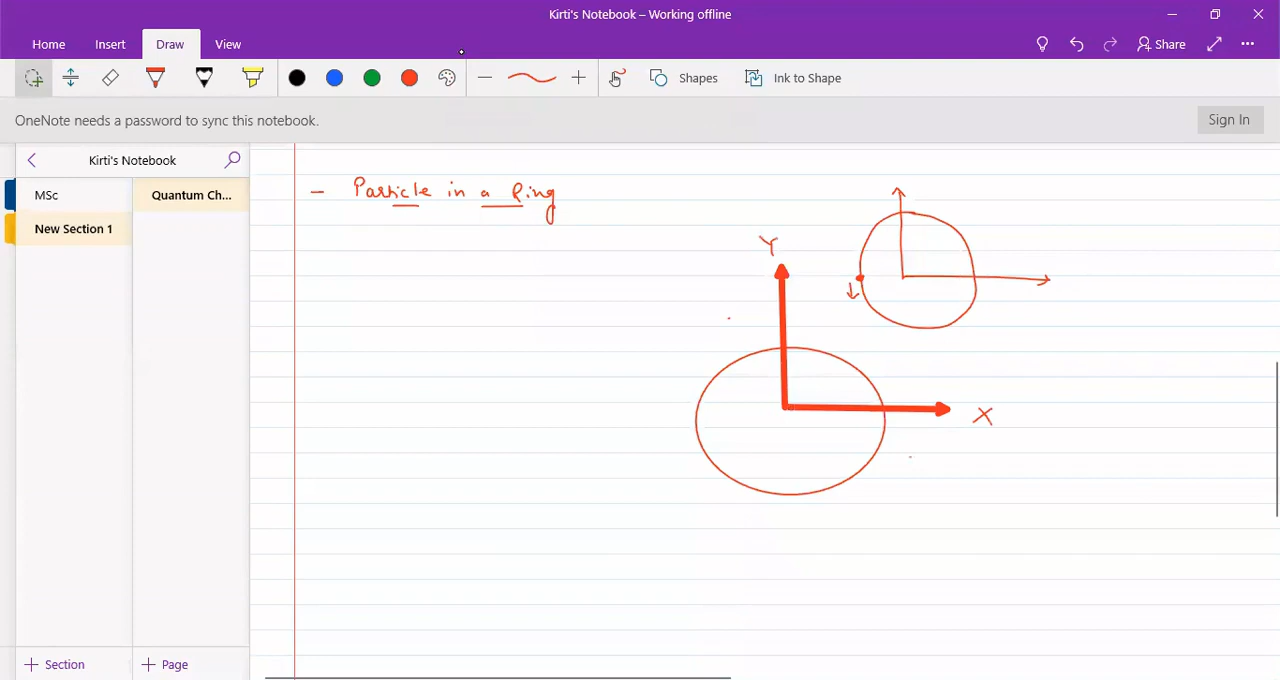 Kirti's Notebook – Working offline
Home Insert Draw View
Share
Shapes Ink to Shape
OneNote needs a password to sync this notebook. Sign In
Kirti's Notebook
MSc Quantum Ch...
New Section 1
– Particle in a Ring
Y
X
+ Section + Page